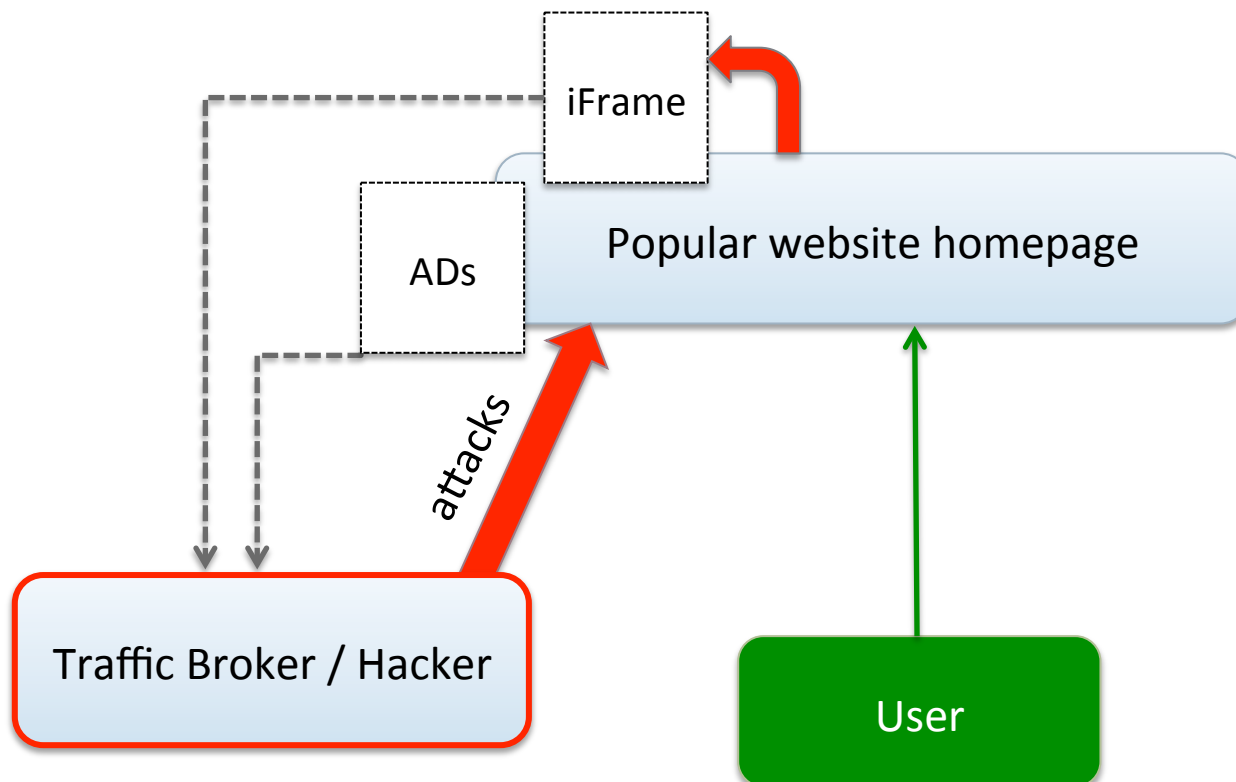 iFrame
Popular website homepage
ADs
attacks
Traffic Broker / Hacker
User